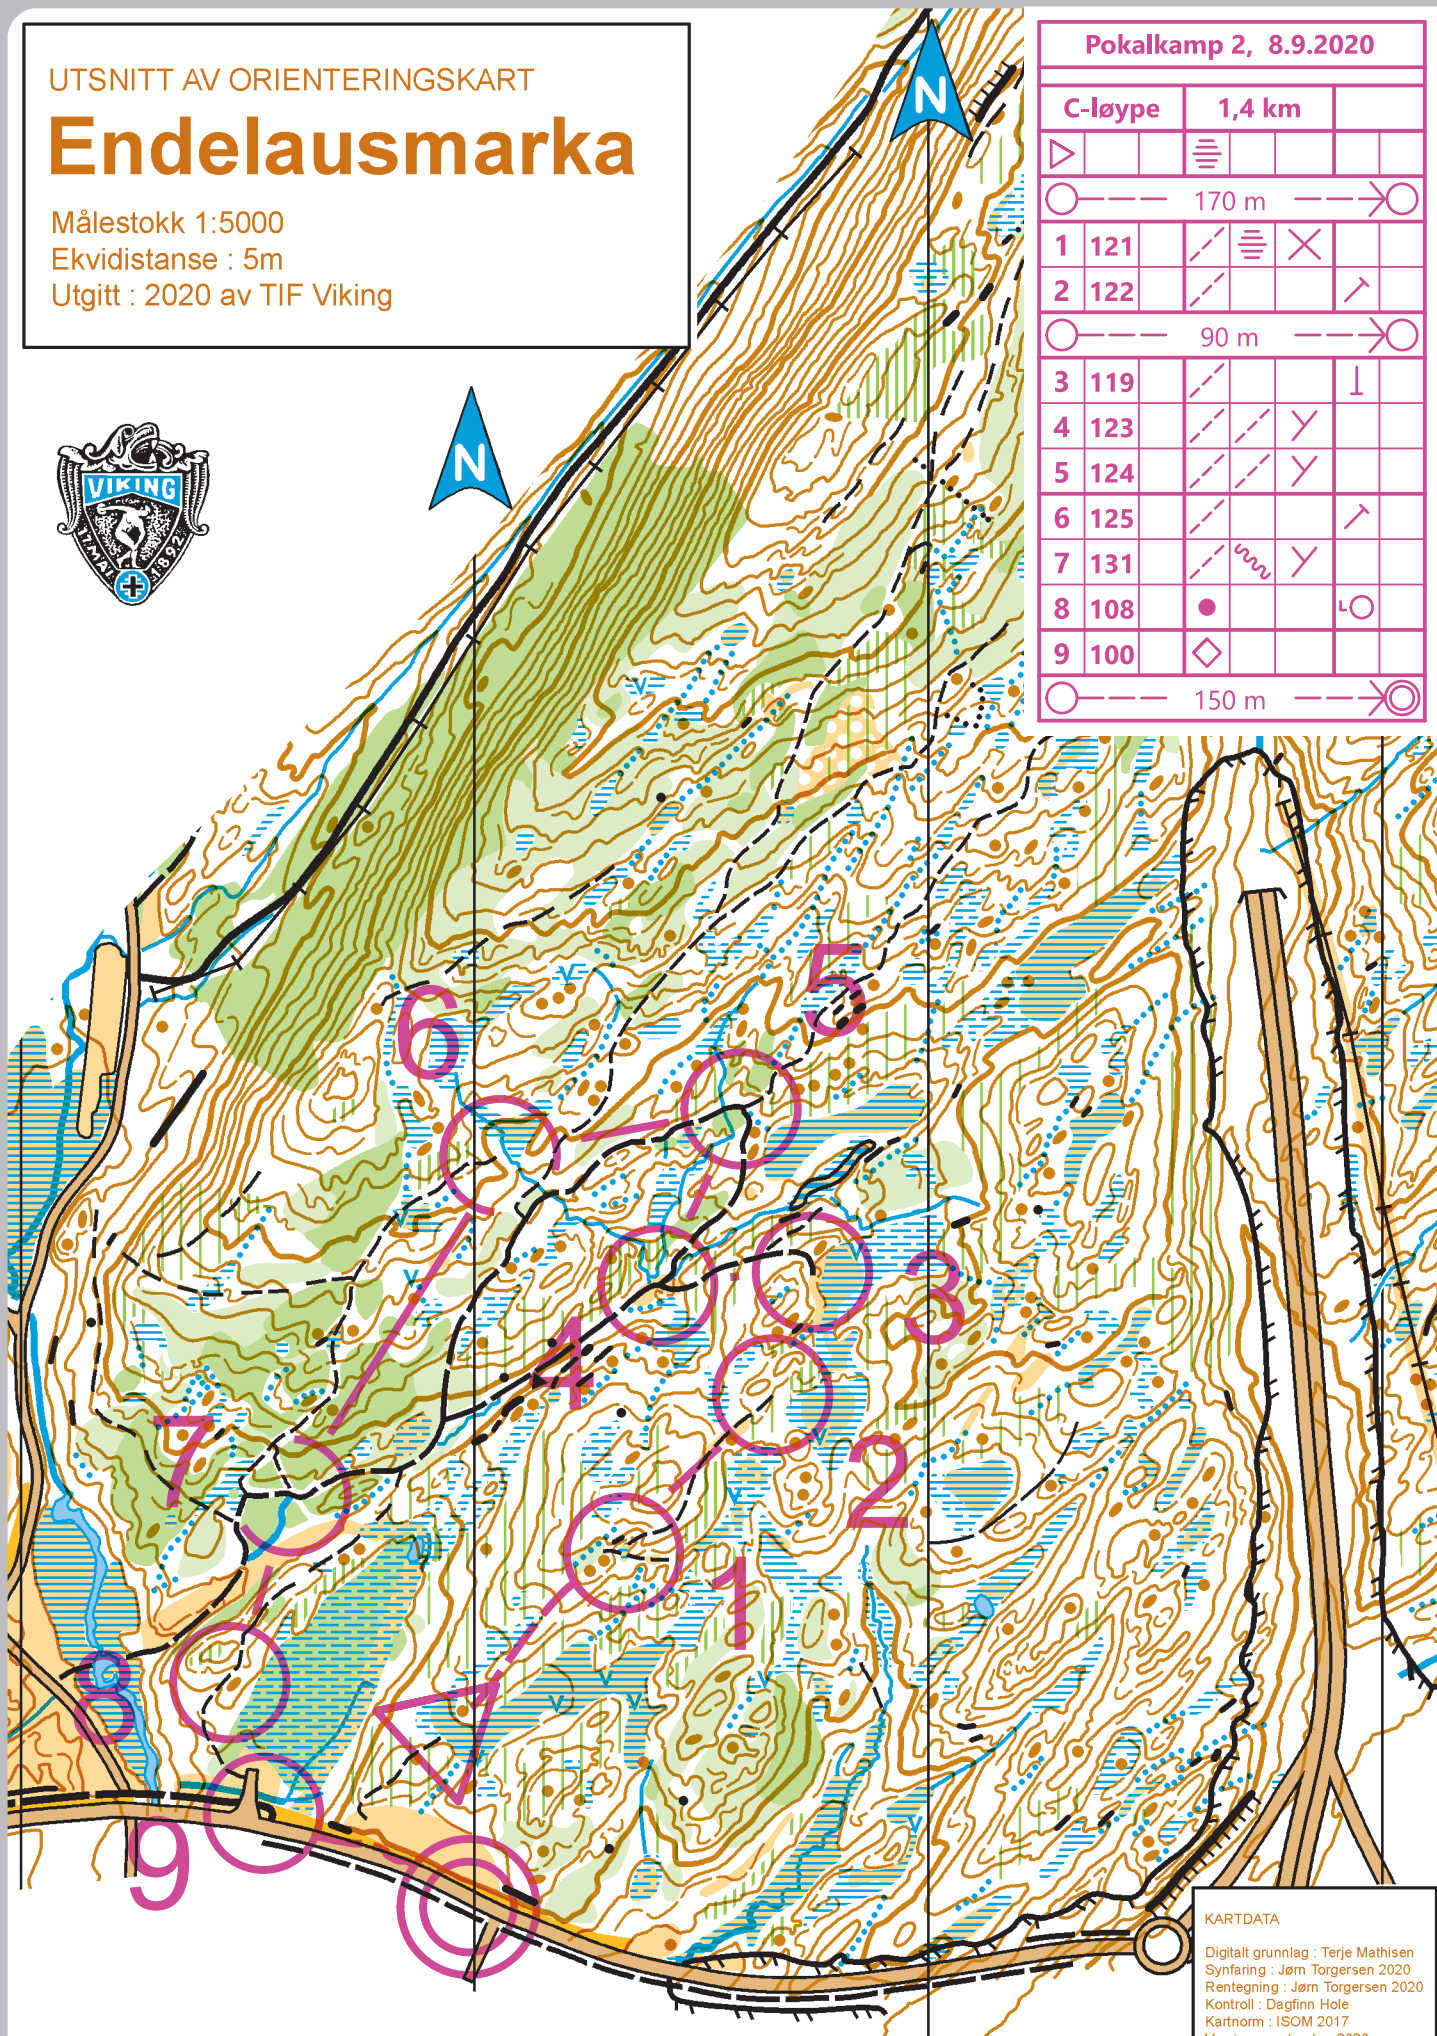 UTSNITT AV ORIENTERINGSKART
Endelausmarka
Målestokk 1:5000
Ekvidistanse : 5m
Utgitt : 2020 av TIF Viking
N
N
VIKING
17.MAI 1892
Pokalkamp 2, 8.9.2020
C-løype 1,4 km
170 m
1 121
2 122
90 m
3 119
4 123
5 124
6 125
7 131
8 108
9 100
150 m
5
6
3
4
7
2
1
8
9
KARTDATA
Digitalt grunnlag : Terje Mathisen
Synfaring : Jørn Torgersen 2020
Rentegning : Jørn Torgersen 2020
Kontroll : Dagfinn Hole
Kartnorm : ISOM 2017